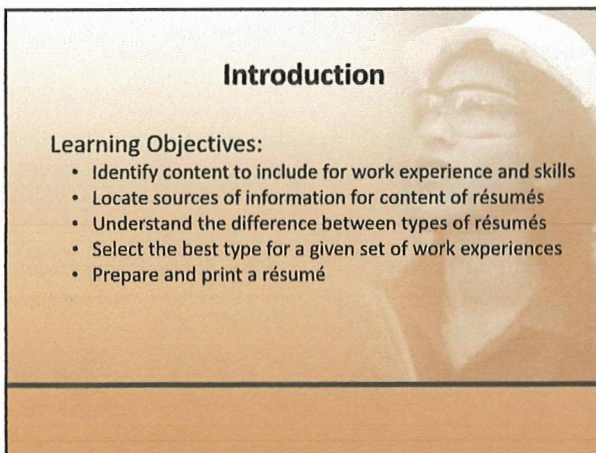 Introduction
Learning Objectives:
• Identify content to include for work experience and skills
• Locate sources of information for content of résumés
• Understand the difference between types of résumés
• Select the best type for a given set of work experiences
• Prepare and print a résumé